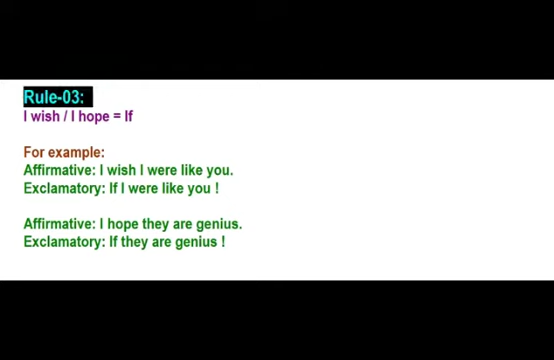 Rule-03:
I wish / I hope = If
For example:
Affirmative: I wish I were like you.
Exclamatory: If I were like you !
Affirmative: I hope they are genius.
Exclamatory: If they are genius !